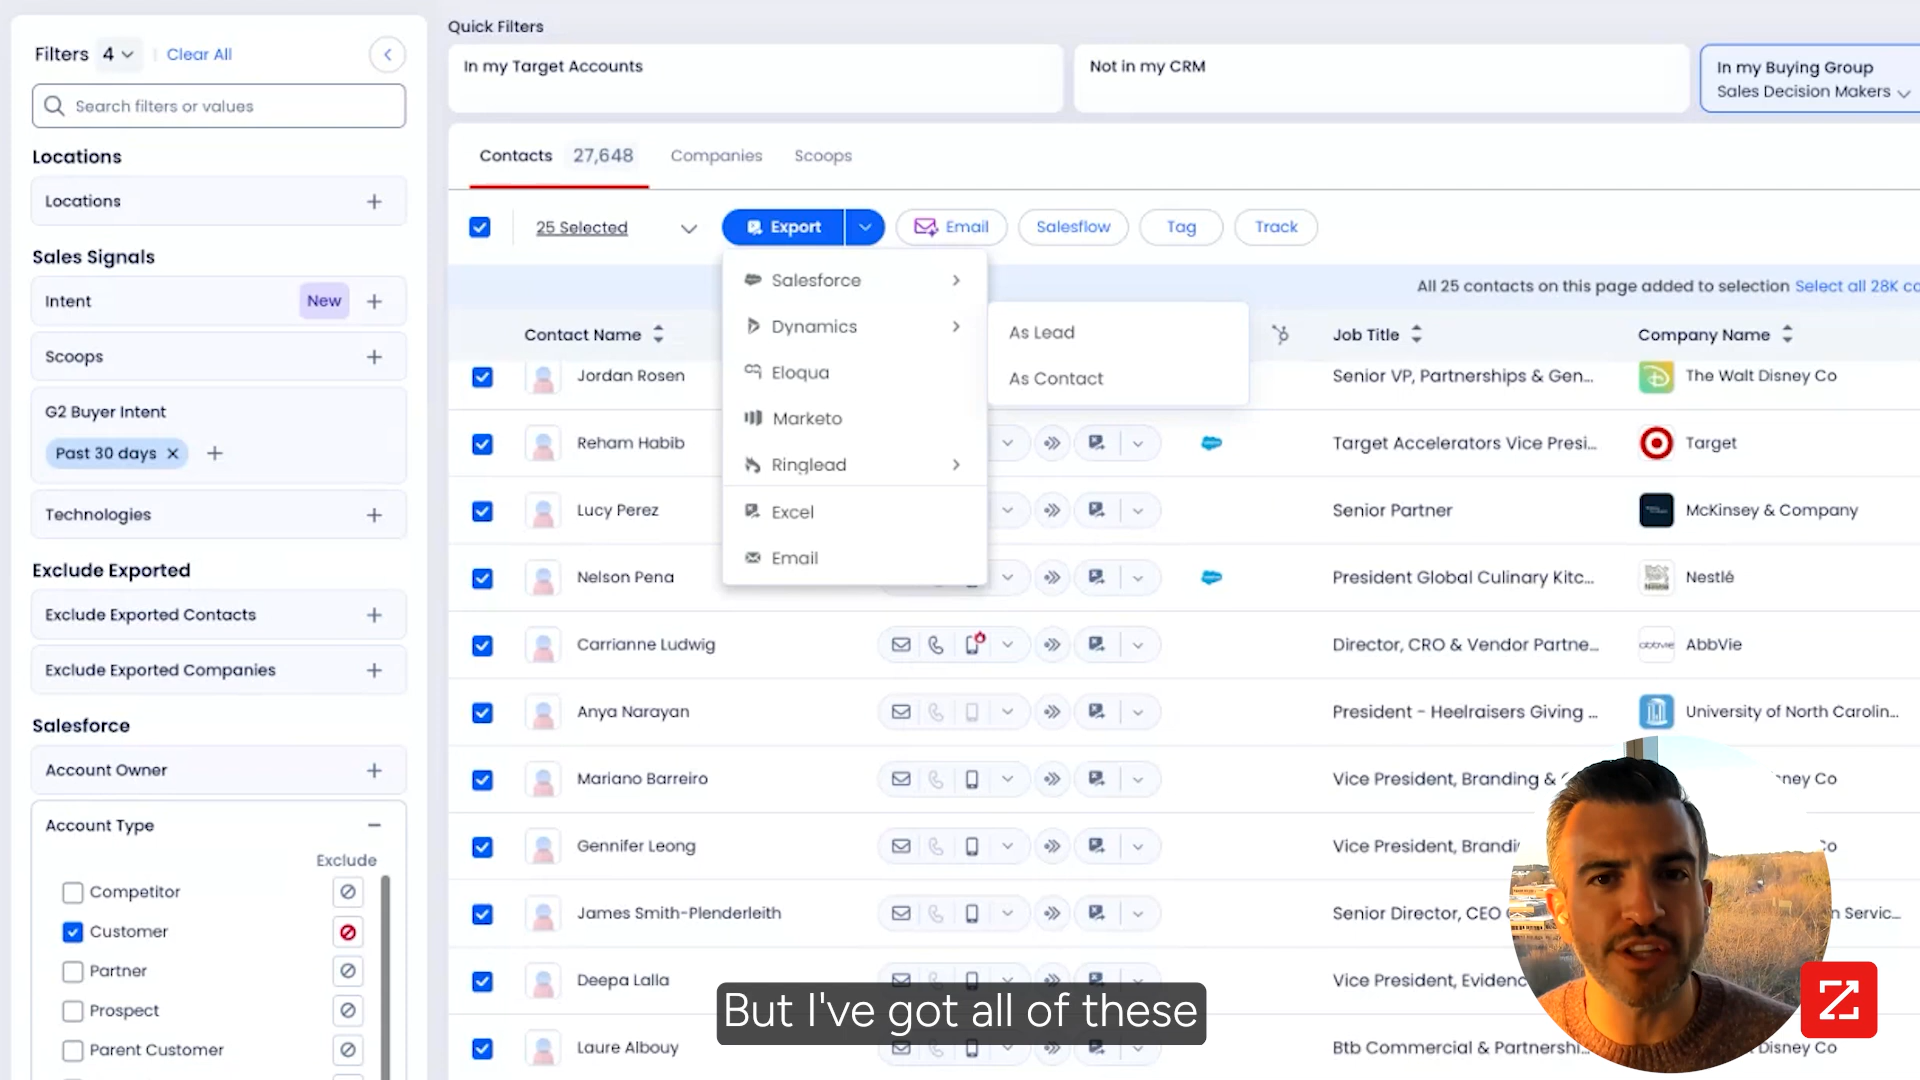 Filters 4
Clear All
Search filters or values
Locations
Locations
Sales Signals
Intent New
Scoops
G2 Buyer Intent
Past 30 days
Technologies
Exclude Exported
Exclude Exported Contacts
Exclude Exported Companies
Salesforce
Account Owner
Account Type
Exclude
Competitor
Customer
Partner
Prospect
Parent Customer
Quick Filters
In my Target Accounts
Not in my CRM
In my Buying Group
Sales Decision Makers
Contacts 27,648 Companies Scoops
25 Selected Export Email Salesflow Tag Track
All 25 contacts on this page added to selection Select all 28K co
Contact Name Job Title Company Name
Salesforce
Dynamics
Eloqua
Marketo
Ringlead
Excel
Email
As Lead
As Contact
Jordan Rosen Senior VP, Partnerships & Gen... The Walt Disney Co
Reham Habib Target Accelerators Vice Presi... Target
Lucy Perez Senior Partner McKinsey & Company
Nelson Pena President Global Culinary Kitc... Nestlé
Carrianne Ludwig Director, CRO & Vendor Partne... abbvie AbbVie
Anya Narayan President - Heelraisers Giving ... University of North Carolin...
Mariano Barreiro Vice President, Branding & ney Co
Gennifer Leong Vice President, Brandi Co
James Smith-Plenderleith Senior Director, CEO n Servic...
Deepa Lalla Vice President, Evidenc
Laure Albouy Btb Commercial & Partnershi... Disney Co
But I've got all of these